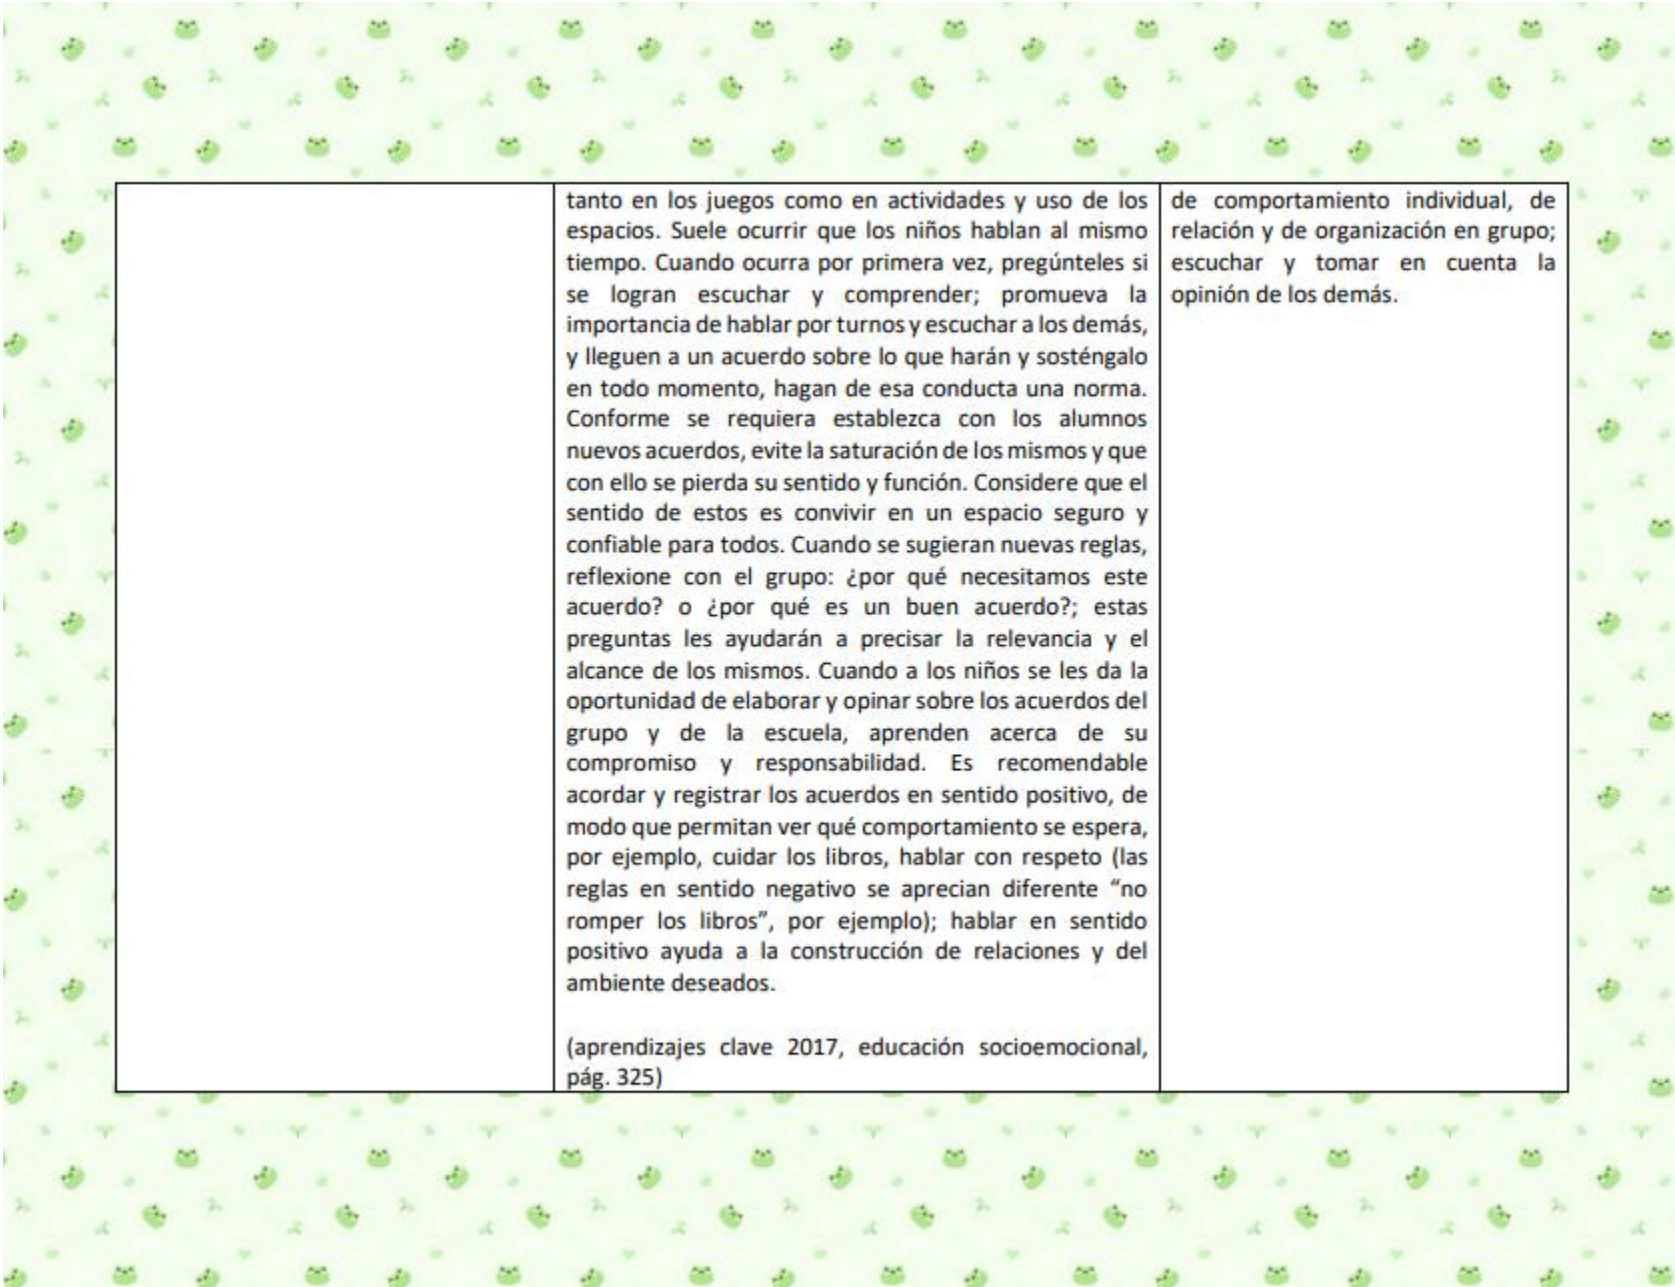 tanto en los juegos como en actividades y uso de los
espacios. Suele ocurrir que los niños hablan al mismo
tiempo. Cuando ocurra por primera vez, pregúnteles si
se logran escuchar y comprender; promueva la
importancia de hablar por turnos y escuchar a los demás,
y lleguen a un acuerdo sobre lo que harán y sosténgalo
en todo momento, hagan de esa conducta una norma.
Conforme se requiera establezca con los alumnos
nuevos acuerdos, evite la saturación de los mismos y que
con ello se pierda su sentido y función. Considere que el
sentido de estos es convivir en un espacio seguro y
confiable para todos. Cuando se sugieran nuevas reglas,
reflexione con el grupo: ¿por qué necesitamos este
acuerdo? o ¿por qué es un buen acuerdo?; estas
preguntas les ayudarán a precisar la relevancia y el
alcance de los mismos. Cuando a los niños se les da la
oportunidad de elaborar y opinar sobre los acuerdos del
grupo y de la escuela, aprenden acerca de su
compromiso y responsabilidad. Es recomendable
acordar y registrar los acuerdos en sentido positivo, de
modo que permitan ver qué comportamiento se espera,
por ejemplo, cuidar los libros, hablar con respeto (las
reglas en sentido negativo se aprecian diferente “no
romper los libros”, por ejemplo); hablar en sentido
positivo ayuda a la construcción de relaciones y del
ambiente deseados.
(aprendizajes clave 2017, educación socioemocional,
pág. 325)
de comportamiento individual, de
relación y de organización en grupo;
escuchar y tomar en cuenta la
opinión de los demás.